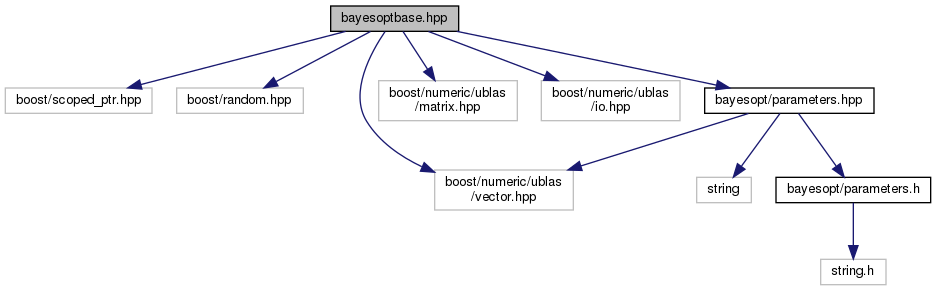 bayesoptbase.hpp
boost/scoped_ptr.hpp
boost/random.hpp
boost/numeric/ublas
/matrix.hpp
boost/numeric/ublas
/io.hpp
bayesopt/parameters.hpp
boost/numeric/ublas
/vector.hpp
string
bayesopt/parameters.h
string.h